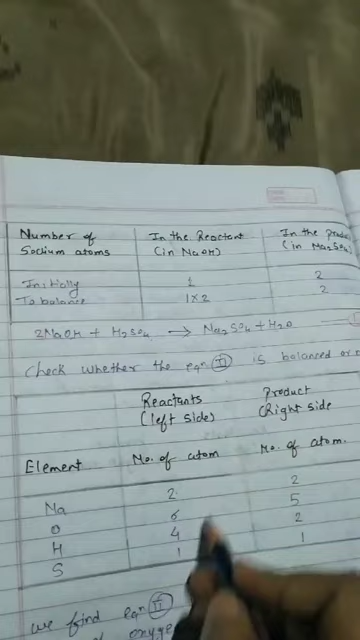 Number of In the Reactant In the Produc
Sodium atoms (in NaOH) (in Na2SO4)
Initially 1 2
To balance 1×2 2
2NaOH + H2SO4 → Na2SO4 + H2O
Check whether the eqn II is balanced or
Reactants Product
(left side) (Right side
Element No. of atom No. of atom.
Na 2 2
O 6 5
H 4 2
S 1 1
We find eqn II